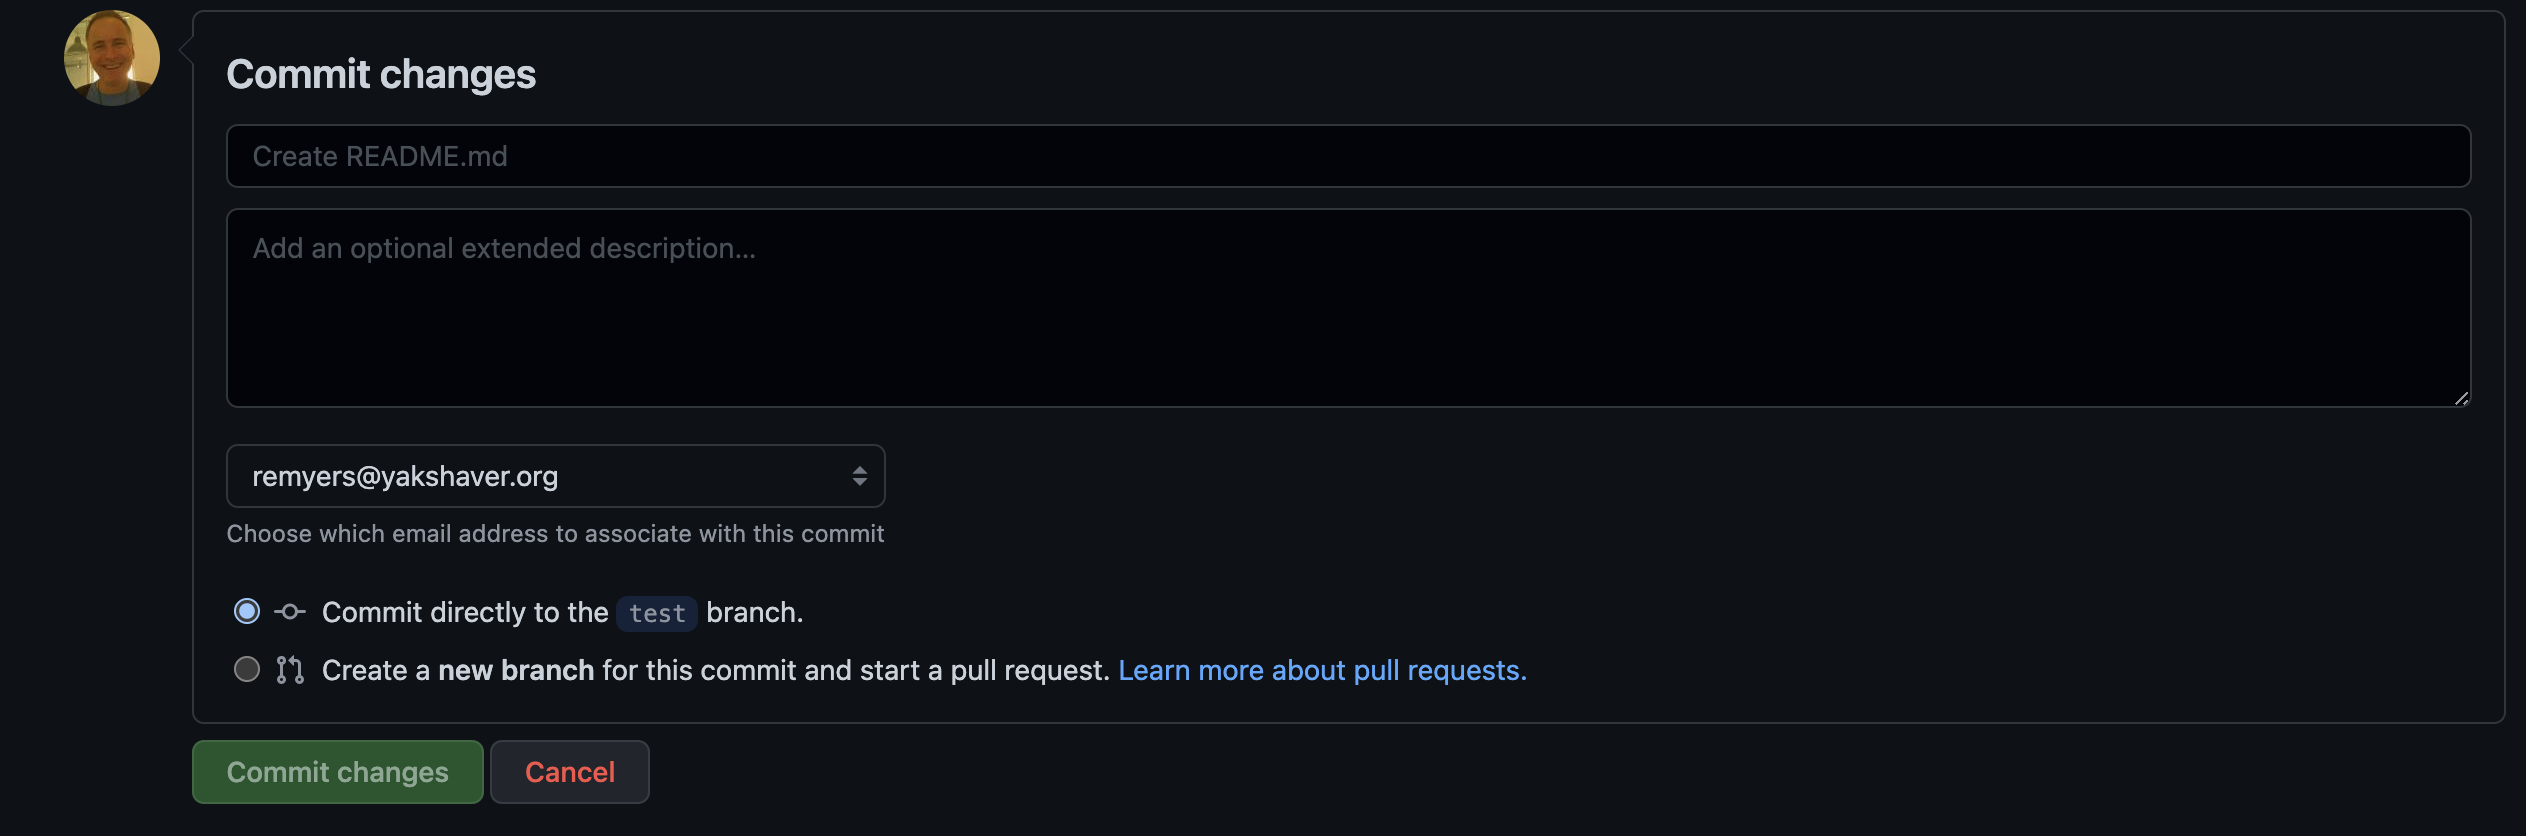 Commit changes
Create README.md
Add an optional extended description...
remyers@yakshaver.org
Choose which email address to associate with this commit
Commit directly to the test branch.
Create a new branch for this commit and start a pull request. Learn more about pull requests.
Commit changes Cancel